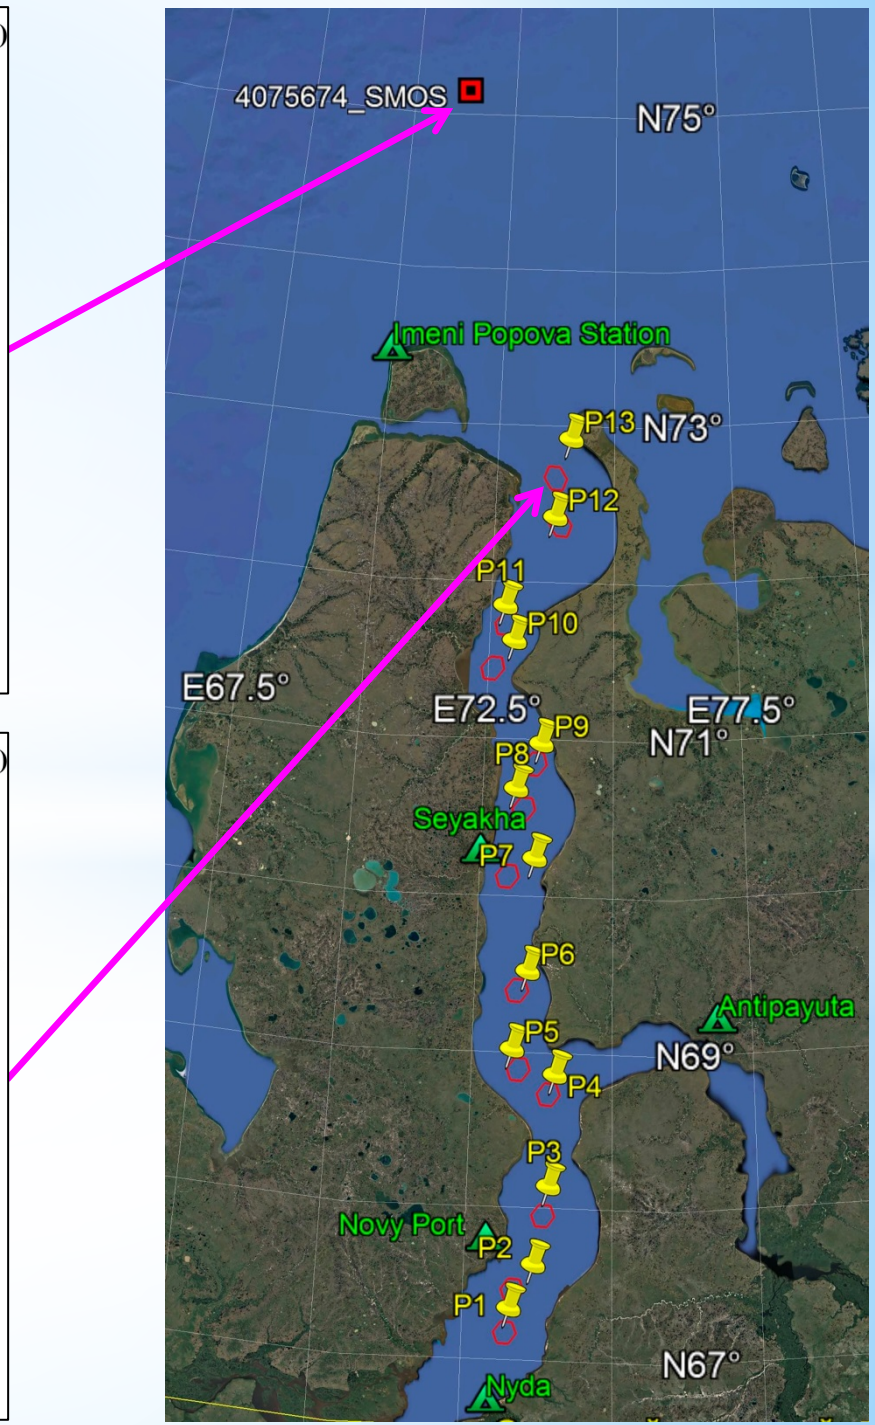 )
4075674_SMOS
N75°
Imeni Popova Station
P13
N73°
P12
P11
P10
E67.5°
E72.5°
E77.5°
P9
N71°
P8
Seyakha
P7
P6
Antipayuta
P5
N69°
P4
P3
Novy Port
P2
P1
N67°
Nyda
)